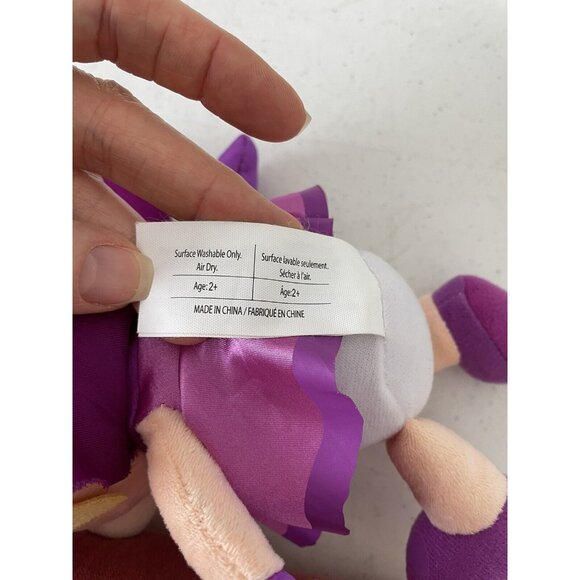 Surface Washable Only.
Air Dry.
Age: 2+
Surface lavable seulement.
Sécher à l'air.
Âge: 2+
MADE IN CHINA / FABRIQUÉ EN CHINE